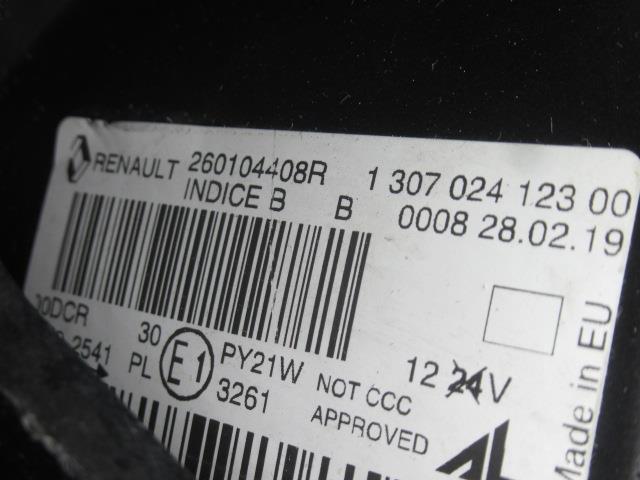 RENAULT 260104408R 1 307 024 123 00
INDICE B B 0008 28.02.19
30 PY21W 12 24V
2541 PL E1 3261 NOT CCC
APPROVED
Made in EU